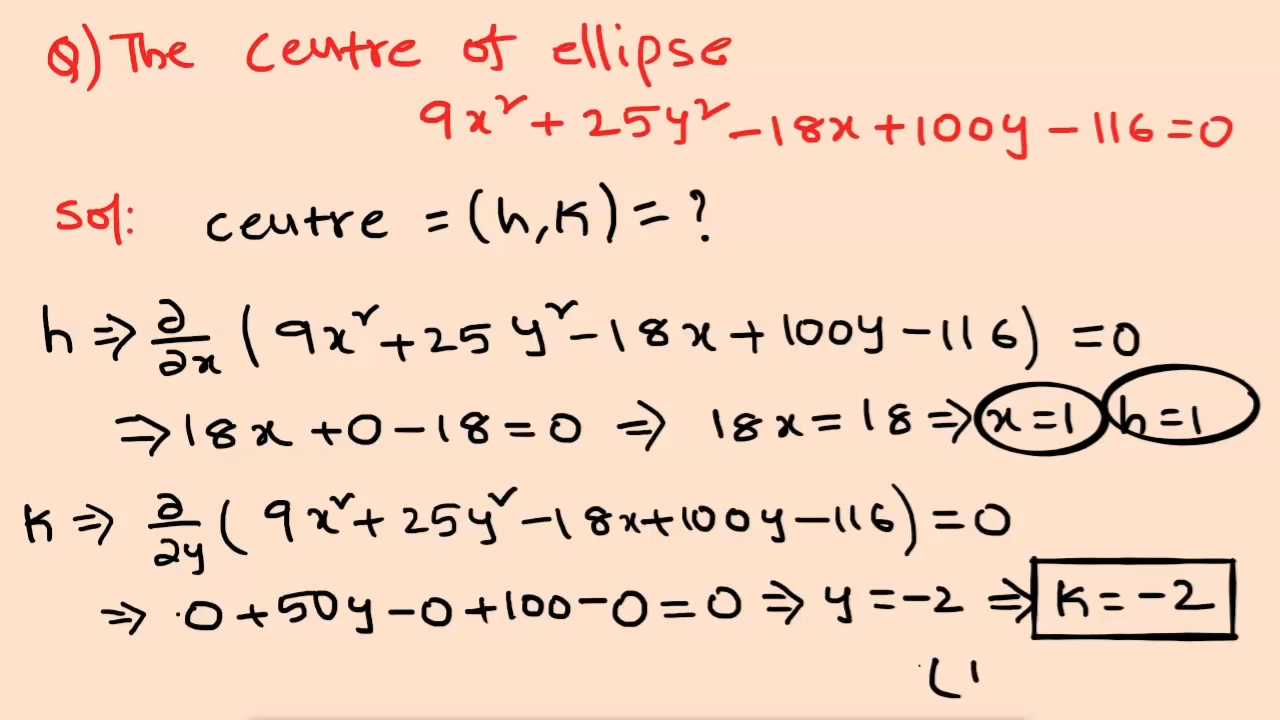 Q) The centre of ellipse
9x² + 25y² - 18x + 100y - 116 = 0
Sol: centre = (h, k) = ?
h ⇒ ∂/∂x ( 9x² + 25y² - 18x + 100y - 116 ) = 0
⇒ 18x + 0 - 18 = 0 ⇒ 18x = 18 ⇒ x = 1 h = 1
k ⇒ ∂/∂y ( 9x² + 25y² - 18x + 100y - 116 ) = 0
⇒ 0 + 50y - 0 + 100 - 0 = 0 ⇒ y = -2 ⇒ k = -2
(1